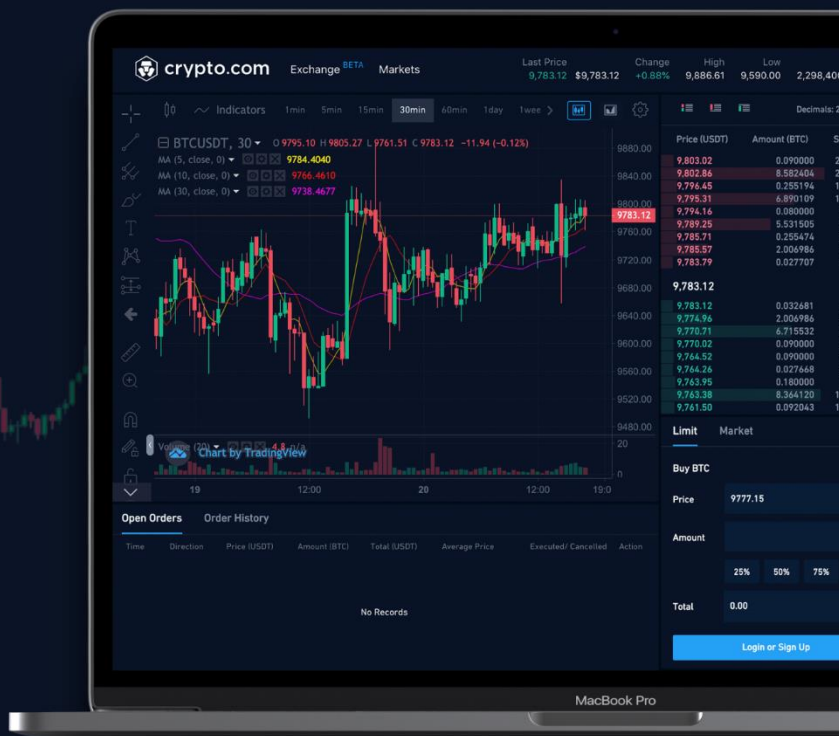 crypto.com Exchange BETA Markets
Last Price Change High Low
9,783.12 $9,783.12 +0.88% 9,886.61 9,590.00 2,298,400
Indicators 1min 5min 15min 30min 60min 1day 1wee
Decimals: 2
BTCUSDT, 30 O 9795.10 H 9805.27 L 9761.51 C 9783.12 −11.94 (−0.12%)
MA (5, close, 0) 9784.4040
MA (10, close, 0) 9766.4610
MA (30, close, 0) 9738.4677
9880.00
9840.00
9800.00
9783.12
9760.00
9720.00
9680.00
9640.00
9600.00
9560.00
9520.00
9480.00
Volume (20) 4.8 n/a
20
0
Chart by TradingView
19 12:00 20 12:00 19:0
Price (USDT) Amount (BTC)
9,803.02 0.090000
9,802.86 8.582404
9,796.45 0.255194
9,795.31 6.890109
9,794.16 0.080000
9,789.25 5.531505
9,785.71 0.255474
9,785.57 2.006986
9,783.79 0.027707
9,783.12
9,783.12 0.032681
9,774.96 2.006986
9,770.71 6.715532
9,770.02 0.090000
9,764.52 0.090000
9,764.26 0.027668
9,763.95 0.180000
9,763.38 8.364120
9,761.50 0.092043
Open Orders Order History
Time Direction Price (USDT) Amount (BTC) Total (USDT) Average Price Executed/ Cancelled Action
No Records
Limit Market
Buy BTC
Price 9777.15
Amount
25% 50% 75%
Total 0.00
Login or Sign Up
MacBook Pro